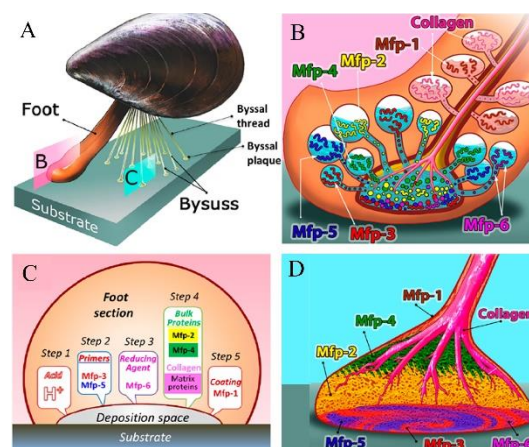 A
Foot
B
C
Byssal
thread
Byssal
plaque
Bysuss
Substrate
B
Collagen
Mfp-1
Mfp-2
Mfp-4
Mfp-5
Mfp-3
Mfp-6
C
Foot
section
Step 1
Acid
H+
Step 2
Primers
Mfp-3
Mfp-5
Step 3
Reducing
Agent
Mfp-6
Step 4
Bulk
Proteins
Mfp-2
Mfp-4
Collagen
Matrix
proteins
Step 5
Coating
Mfp-1
Deposition space
Substrate
D
Mfp-1
Collagen
Mfp-4
Mfp-2
Mfp-5
Mfp-3
Mfp-6